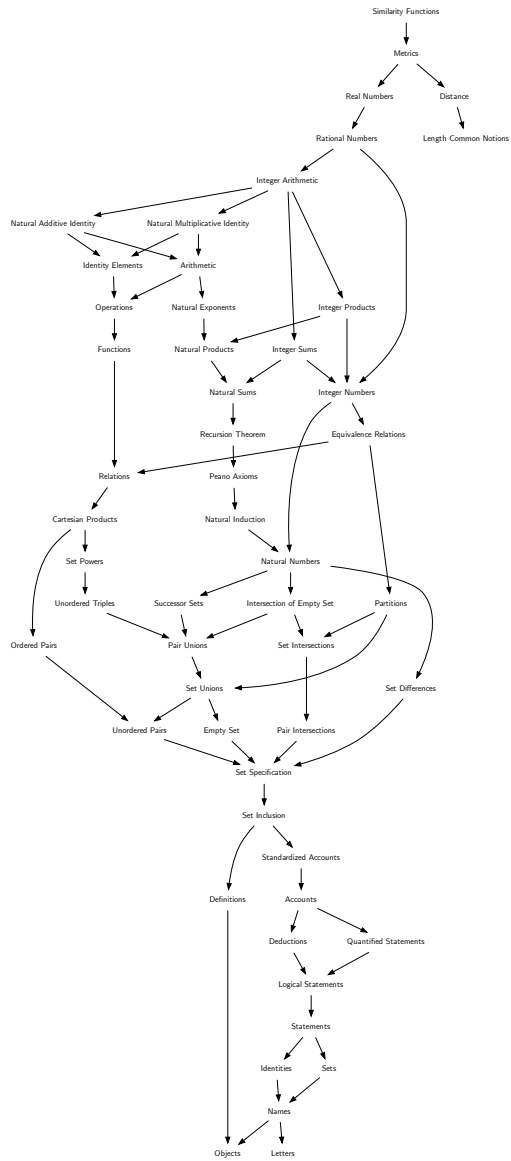 Similarity Functions
Metrics
Real Numbers
Distance
Rational Numbers
Length Common Notions
Integer Arithmetic
Natural Additive Identity
Natural Multiplicative Identity
Identity Elements
Arithmetic
Operations
Natural Exponents
Integer Products
Functions
Natural Products
Integer Sums
Natural Sums
Integer Numbers
Recursion Theorem
Equivalence Relations
Relations
Peano Axioms
Cartesian Products
Natural Induction
Set Powers
Natural Numbers
Unordered Triples
Successor Sets
Intersection of Empty Set
Partitions
Ordered Pairs
Pair Unions
Set Intersections
Set Unions
Set Differences
Unordered Pairs
Empty Set
Pair Intersections
Set Specification
Set Inclusion
Standardized Accounts
Definitions
Accounts
Deductions
Quantified Statements
Logical Statements
Statements
Identities
Sets
Names
Objects
Letters